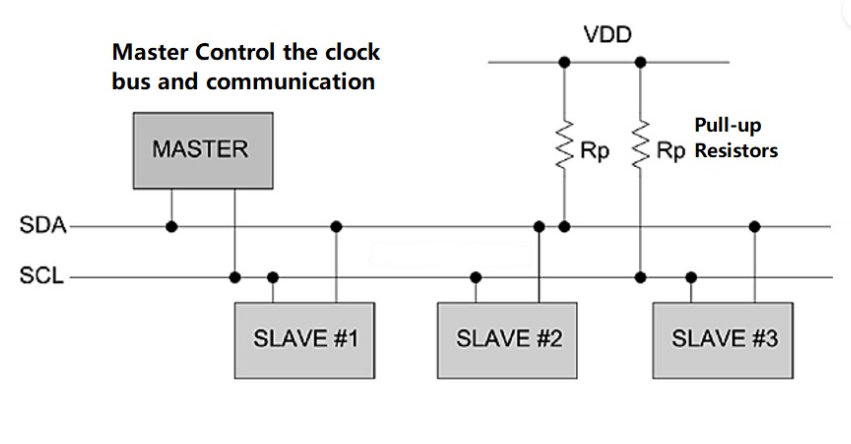 VDD
Master Control the clock
bus and communication
MASTER
Rp
Rp
Pull-up
Resistors
SDA
SCL
SLAVE #1
SLAVE #2
SLAVE #3